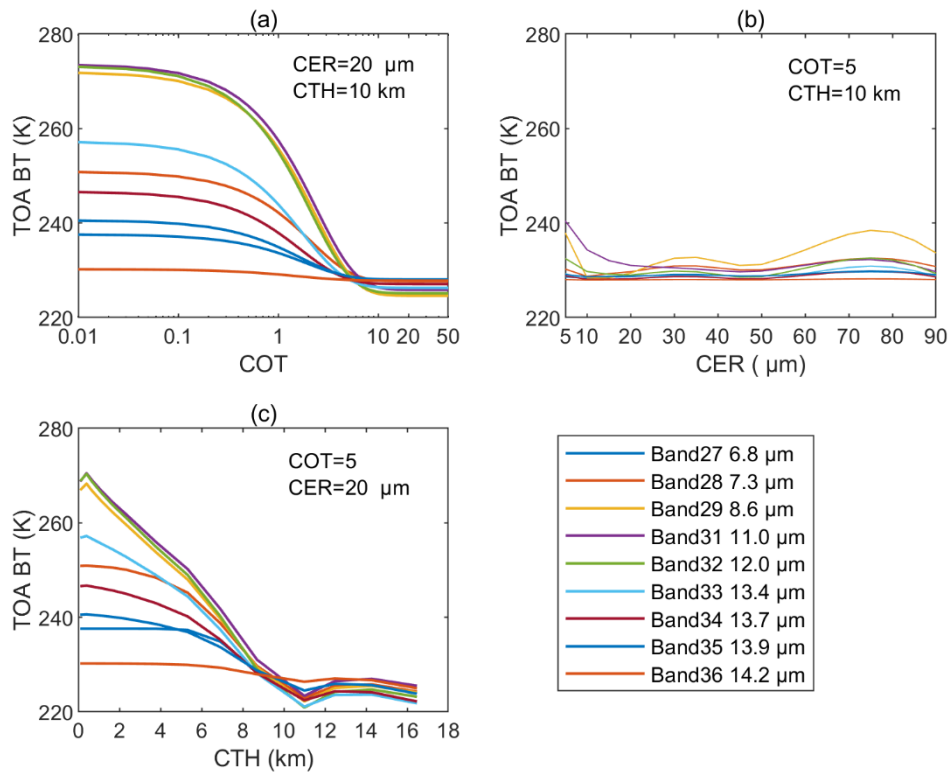 (a)
280
260
240
220
TOA BT (K)
CER=20 µm
CTH=10 km
0.01 0.1 1 10 20 50
COT
(b)
280
260
240
220
TOA BT (K)
COT=5
CTH=10 km
5 10 20 30 40 50 60 70 80 90
CER ( µm)
(c)
280
260
240
220
TOA BT (K)
COT=5
CER=20 µm
0 2 4 6 8 10 12 14 16 18
CTH (km)
Band27 6.8 µm
Band28 7.3 µm
Band29 8.6 µm
Band31 11.0 µm
Band32 12.0 µm
Band33 13.4 µm
Band34 13.7 µm
Band35 13.9 µm
Band36 14.2 µm